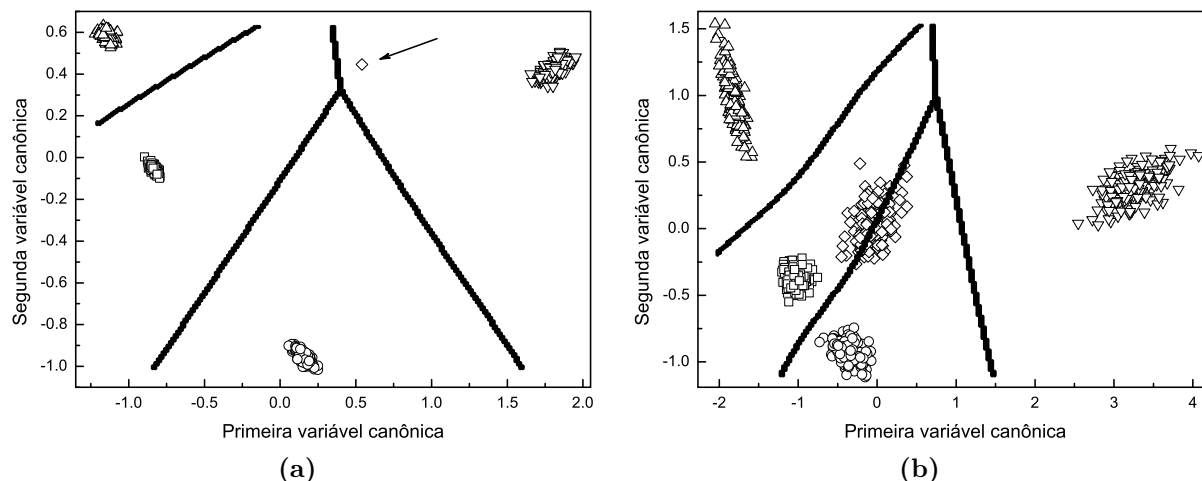 0.6
0.4
0.2
0.0
-0.2
-0.4
-0.6
-0.8
-1.0
Segunda variável canônica
-1.0 -0.5 0.0 0.5 1.0 1.5 2.0
Primeira variável canônica
(a)
1.5
1.0
0.5
0.0
-0.5
-1.0
Segunda variável canônica
-2 -1 0 1 2 3 4
Primeira variável canônica
(b)